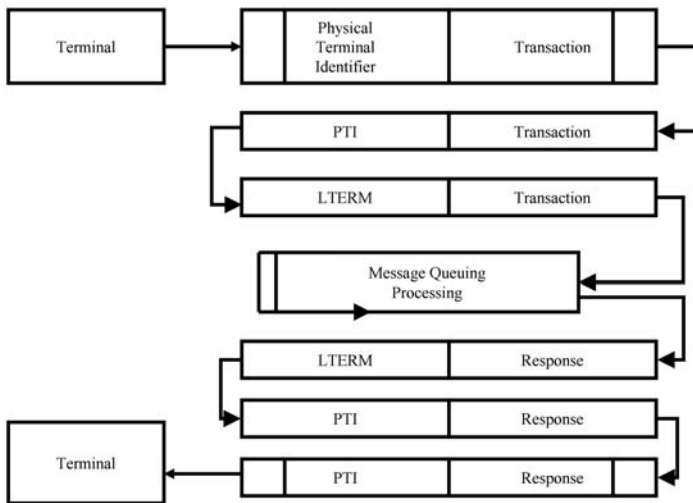 Terminal
Physical
Terminal
Identifier
Transaction
PTI
Transaction
LTERM
Transaction
Message Queuing
Processing
LTERM
Response
PTI
Response
Terminal
PTI
Response